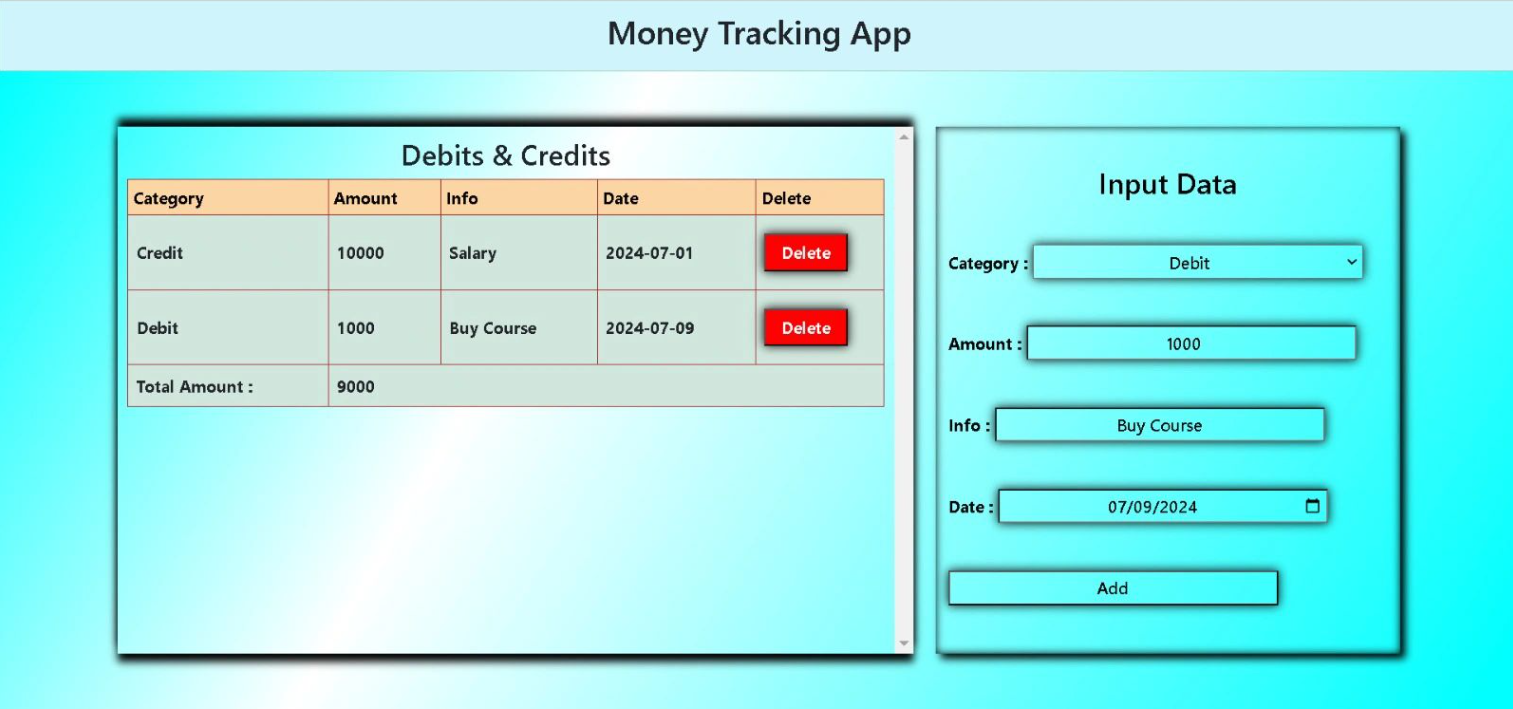 Money Tracking App
Debits & Credits
Category Amount Info Date Delete
Credit 10000 Salary 2024-07-01 Delete
Debit 1000 Buy Course 2024-07-09 Delete
Total Amount : 9000
Input Data
Category : Debit
Amount : 1000
Info : Buy Course
Date : 07/09/2024
Add